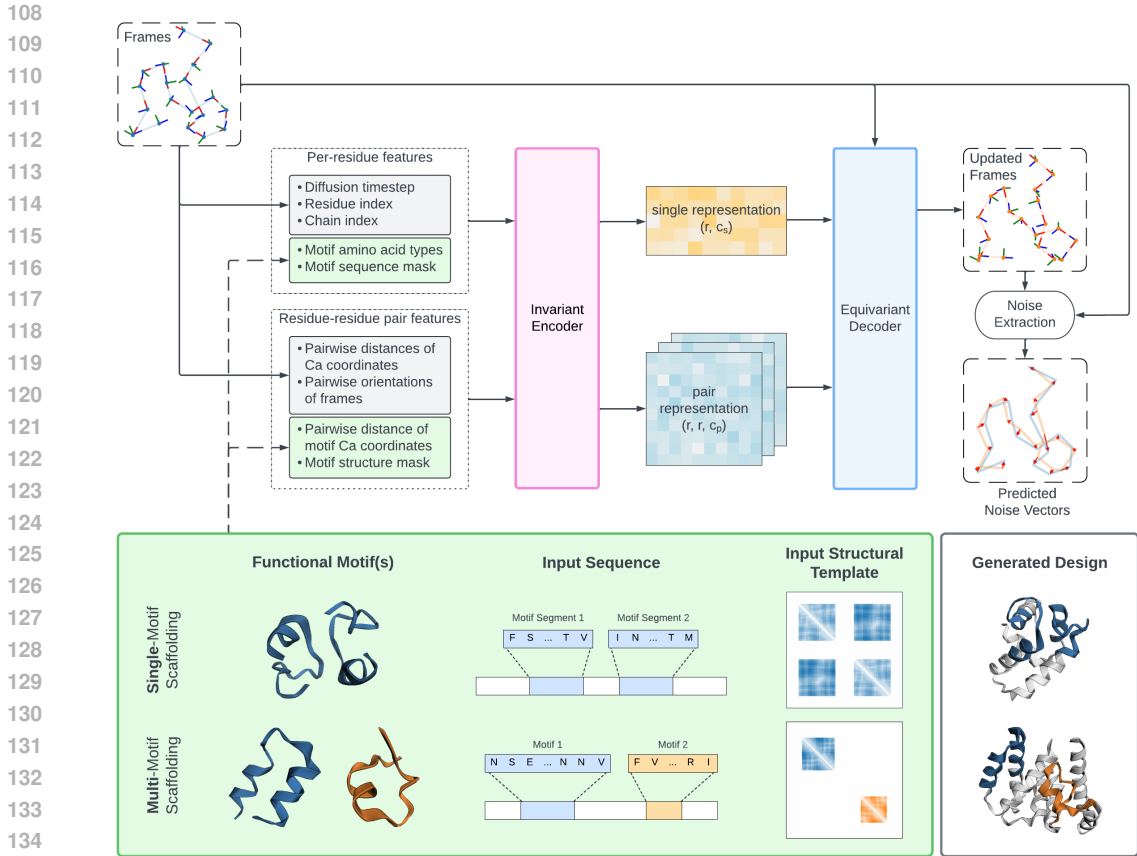 108
109
110
111
112
113
114
115
116
117
118
119
120
121
122
123
124
125
126
127
128
129
130
131
132
133
134
Frames
Per-residue features
• Diffusion timestep
• Residue index
• Chain index
• Motif amino acid types
• Motif sequence mask
Residue-residue pair features
• Pairwise distances of
Ca coordinates
• Pairwise orientations
of frames
• Pairwise distance of
motif Ca coordinates
• Motif structure mask
Invariant
Encoder
single representation
(r, cₛ)
pair
representation
(r, r, cₚ)
Equivariant
Decoder
Updated
Frames
Noise
Extraction
Predicted
Noise Vectors
Functional Motif(s)
Input Sequence
Input Structural
Template
Generated Design
Single-Motif
Scaffolding
Motif Segment 1
Motif Segment 2
F S ... T V
I N ... T M
Multi-Motif
Scaffolding
Motif 1
Motif 2
N S E ... N N V
F V ... R I